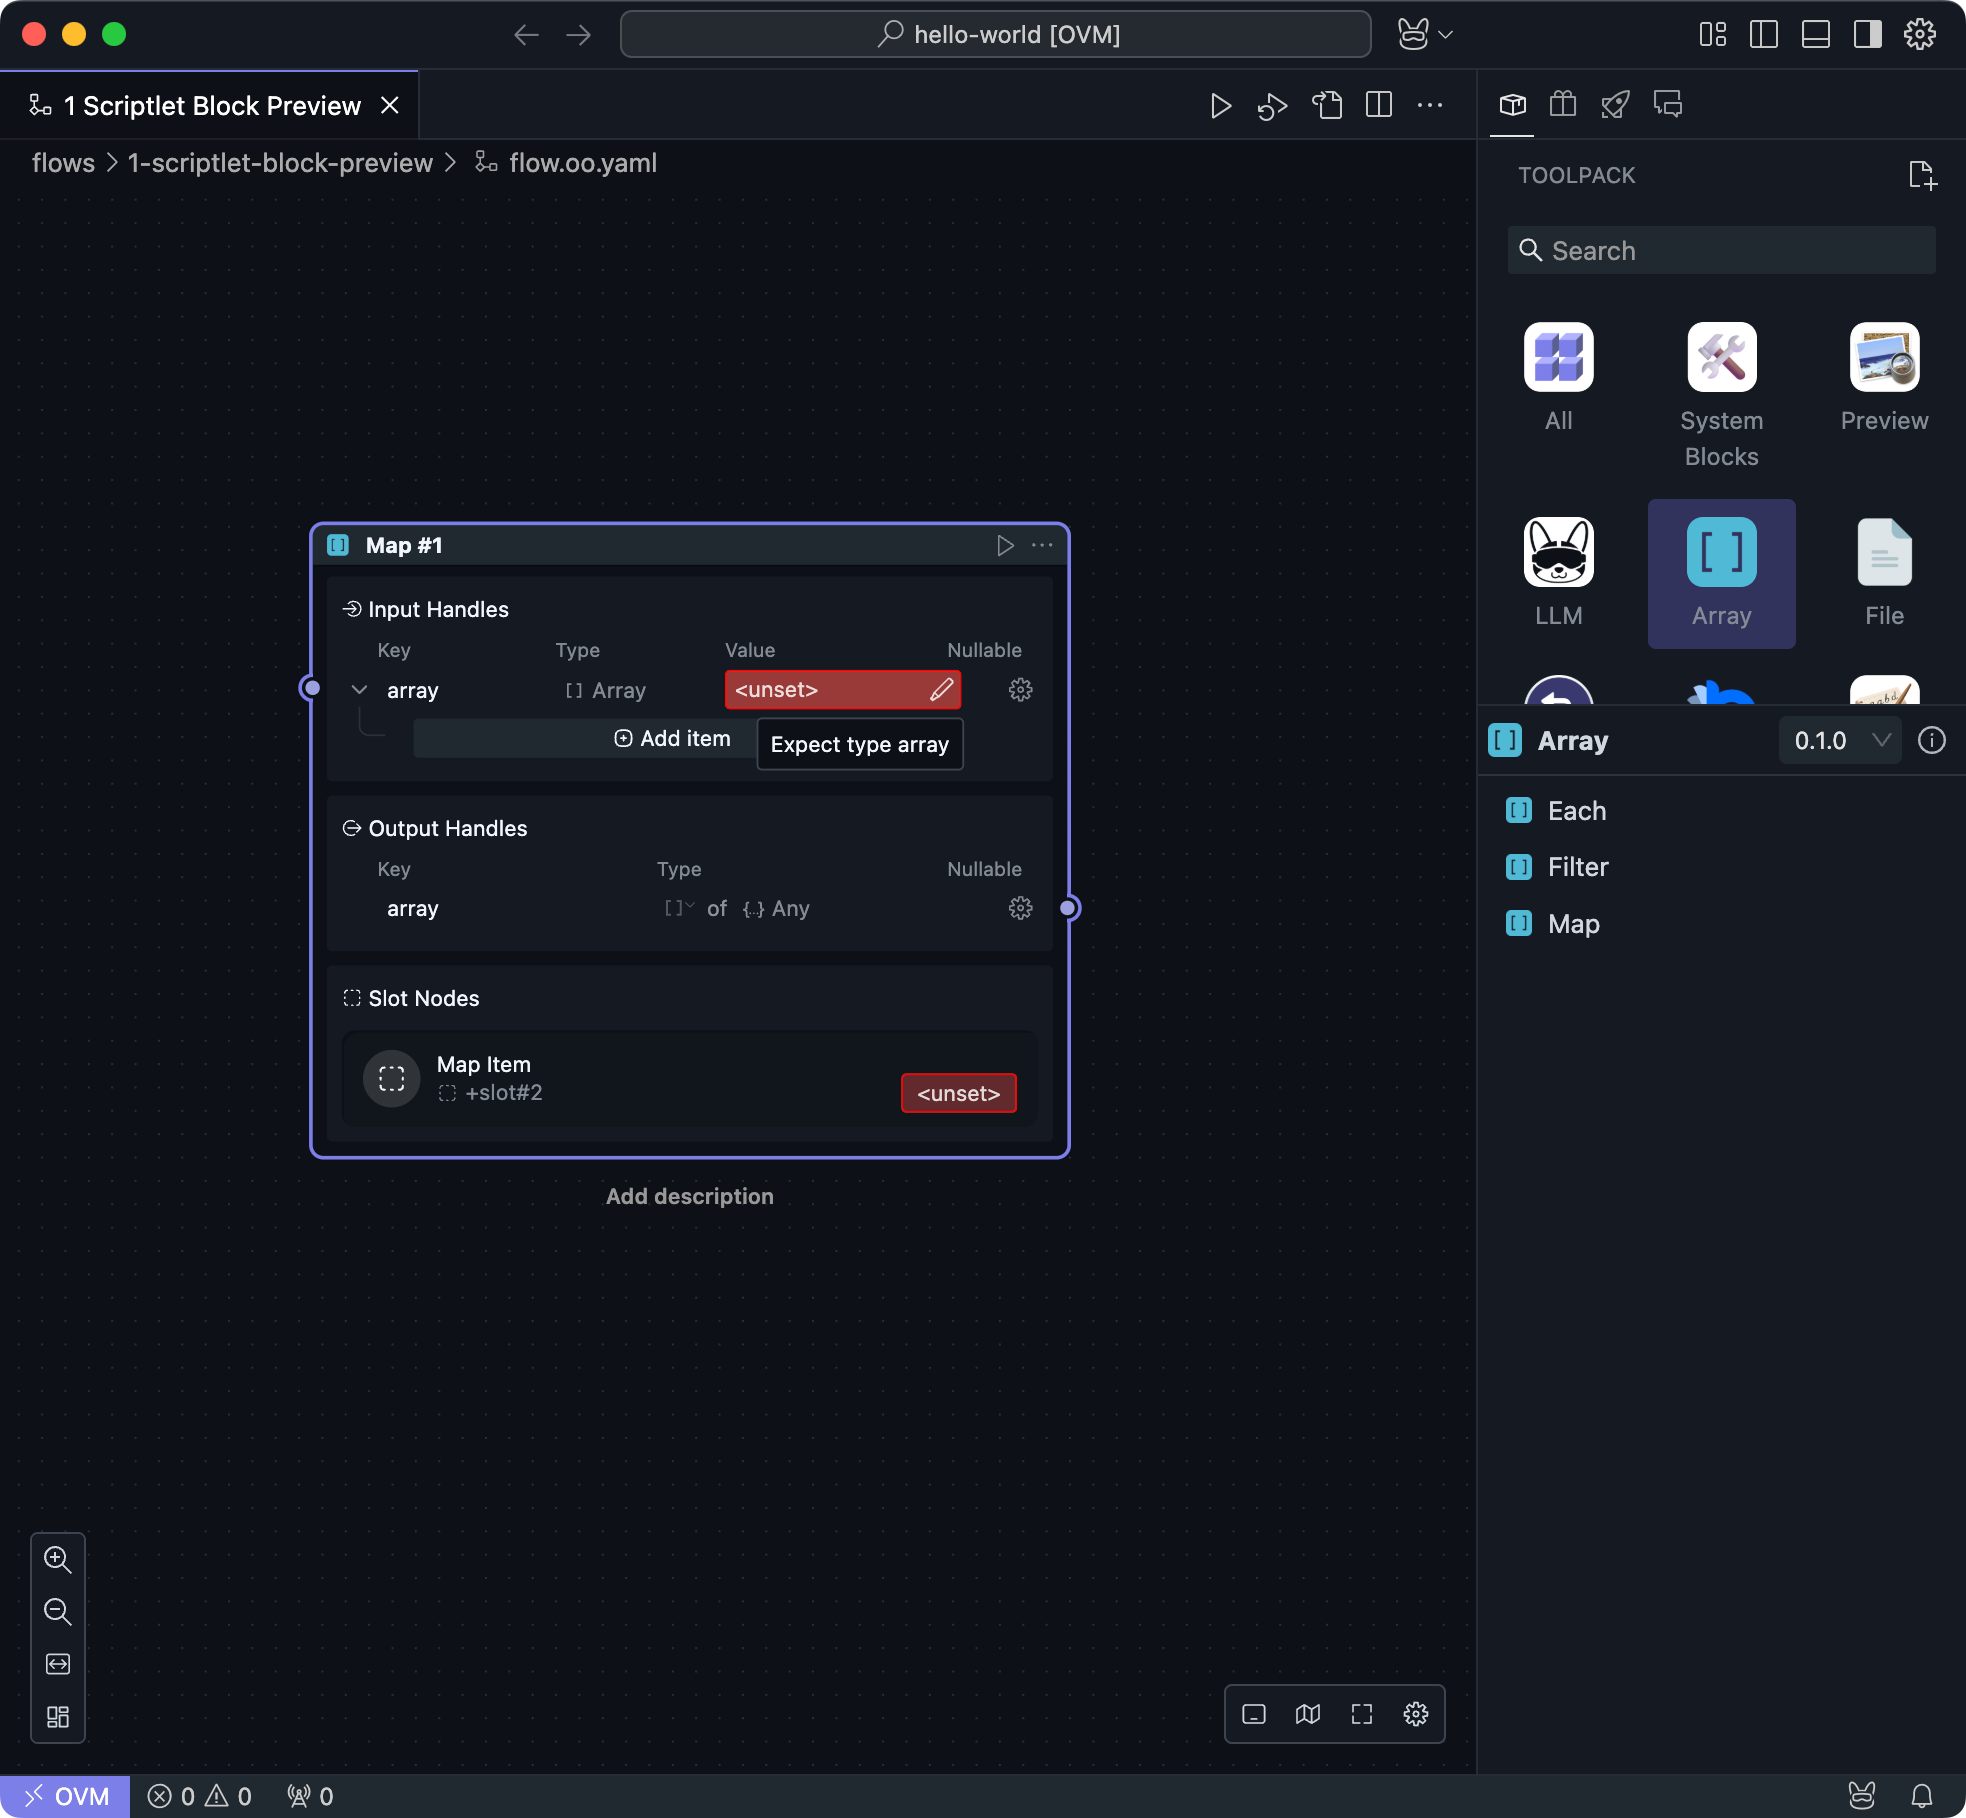 hello-world [OVM]
1 Scriptlet Block Preview
flows > 1-scriptlet-block-preview > flow.oo.yaml
TOOLPACK
Search
All
System Blocks
Preview
LLM
Array
File
Array
0.1.0
Each
Filter
Map
Map #1
Input Handles
Key Type Value Nullable
array [] Array <unset>
Add item
Expect type array
Output Handles
Key Type Nullable
array [] of {..} Any
Slot Nodes
Map Item
+slot#2
<unset>
Add description
OVM 0 0 0